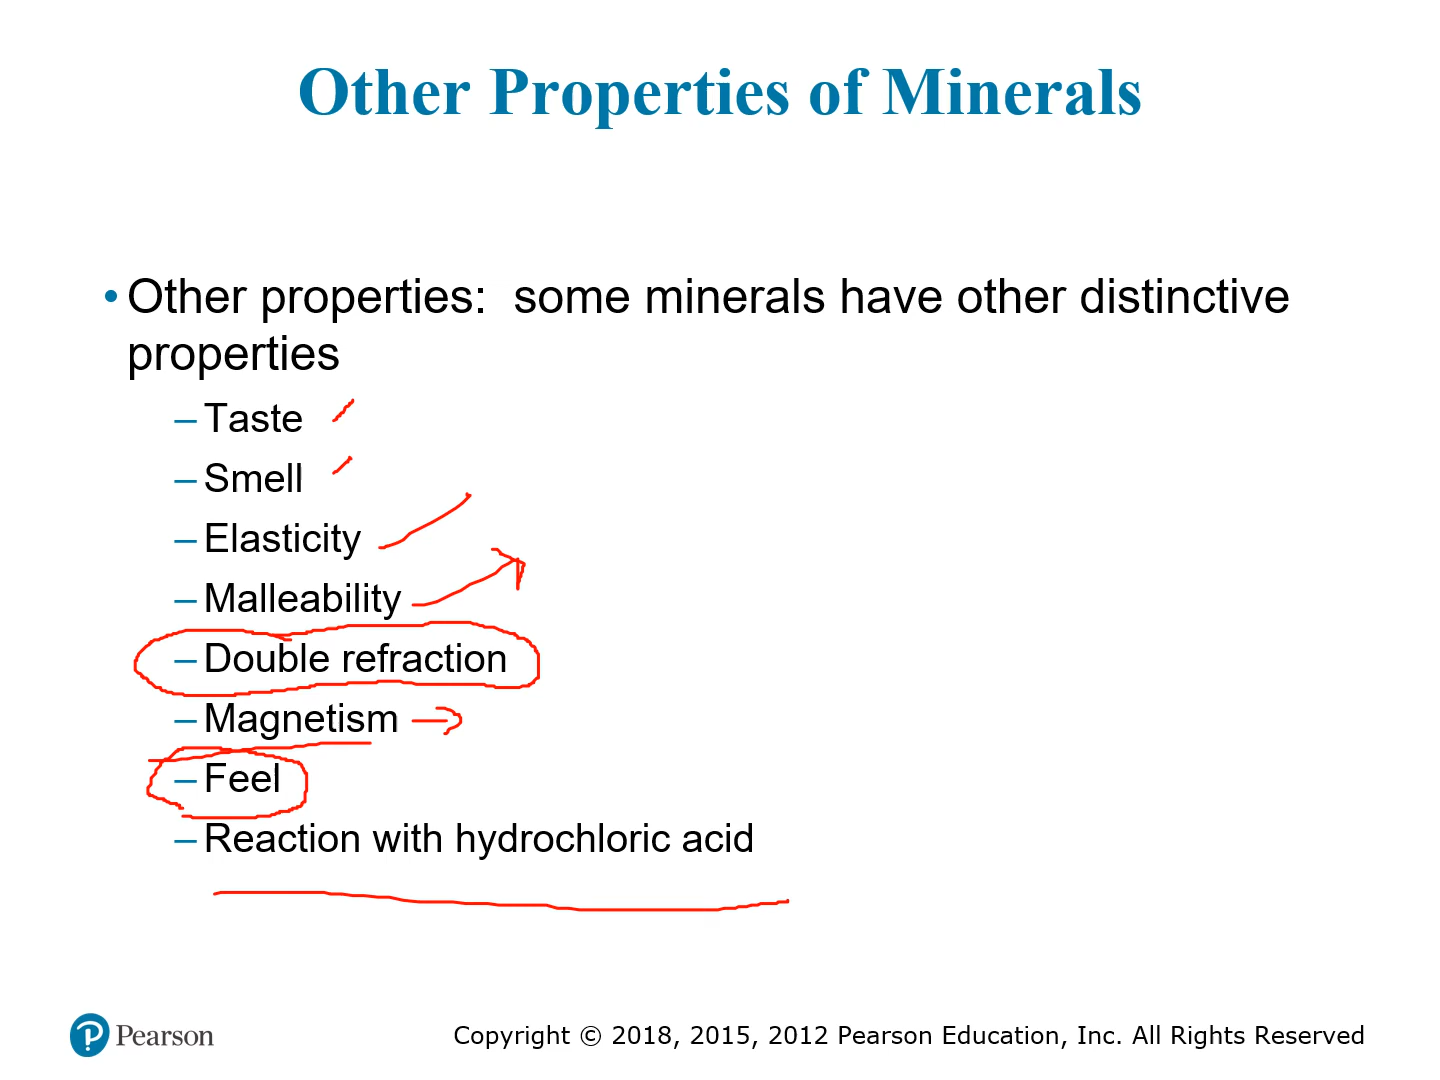 Other Properties of Minerals
• Other properties:  some minerals have other distinctive
properties
– Taste
– Smell
– Elasticity
– Malleability
– Double refraction
– Magnetism
– Feel
– Reaction with hydrochloric acid
Pearson
Copyright © 2018, 2015, 2012 Pearson Education, Inc. All Rights Reserved